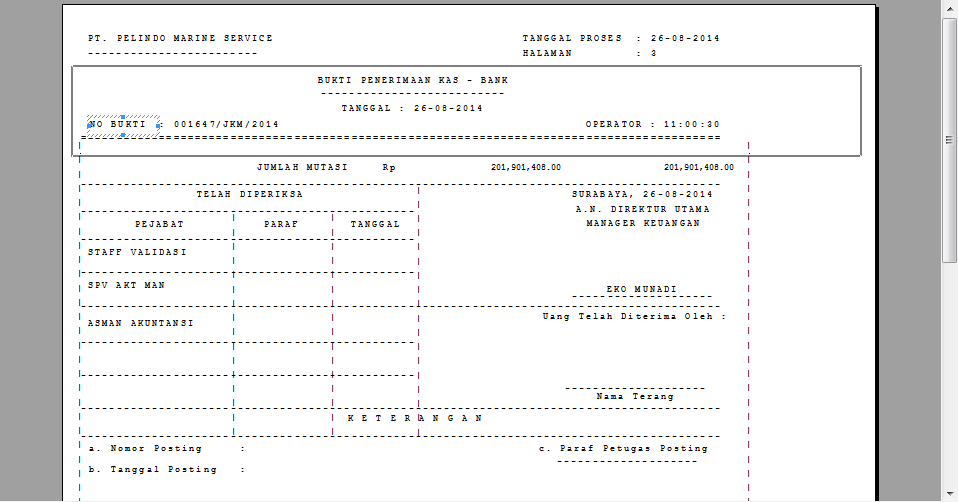 PT. PELINDO MARINE SERVICE TANGGAL PROSES : 26-08-2014
HALAMAN : 3
BUKTI PENERIMAAN KAS - BANK
TANGGAL : 26-08-2014
NO BUKTI : 001647/JKM/2014 OPERATOR : 11:00:30
JUMLAH MUTASI Rp 201,901,408.00 201,901,408.00
TELAH DIPERIKSA SURABAYA, 26-08-2014
A.N. DIREKTUR UTAMA
PEJABAT PARAF TANGGAL MANAGER KEUANGAN
STAFF VALIDASI
SPV AKT MAN EKO MUNADI
Uang Telah Diterima Oleh :
ASMAN AKUNTANSI
Nama Terang
K E T E R A N G A N
a. Nomor Posting : c. Paraf Petugas Posting
b. Tanggal Posting :